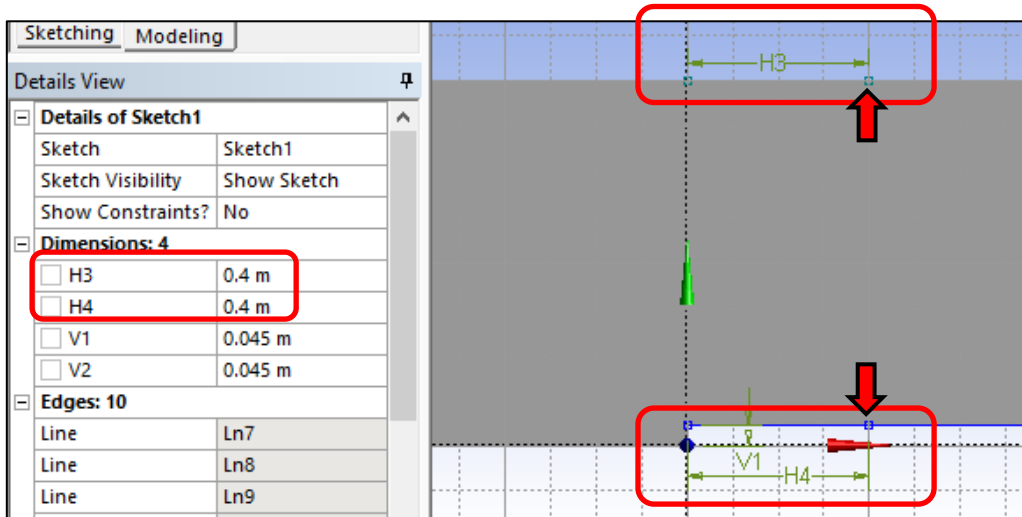 Sketching Modeling
Details View
Details of Sketch1
Sketch Sketch1
Sketch Visibility Show Sketch
Show Constraints? No
Dimensions: 4
H3 0.4 m
H4 0.4 m
V1 0.045 m
V2 0.045 m
Edges: 10
Line Ln7
Line Ln8
Line Ln9
H3
V1
H4